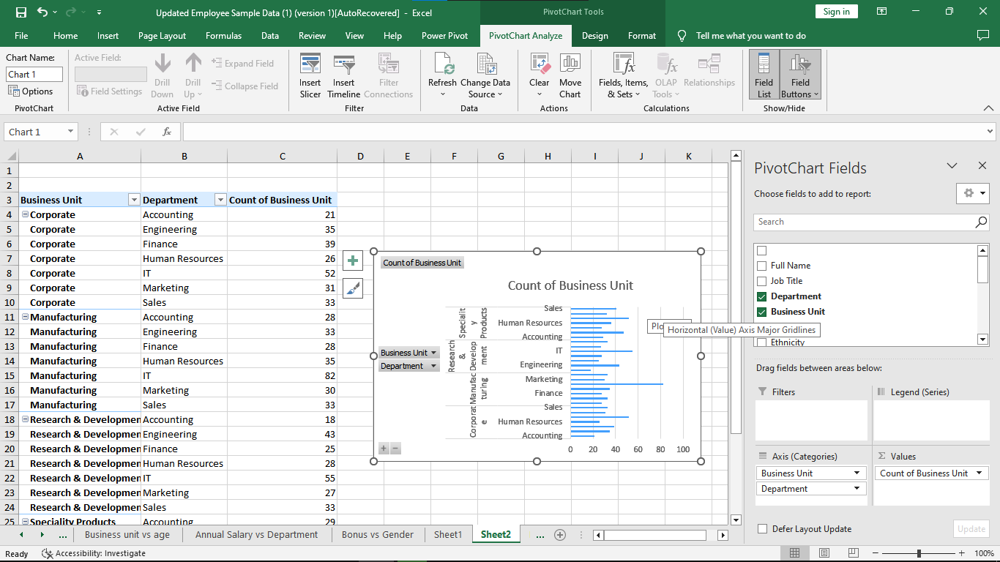 Updated Employee Sample Data (1) (version 1)[AutoRecovered] - Excel
PivotChart Tools
Sign in
File Home Insert Page Layout Formulas Data Review View Help Power Pivot PivotChart Analyze Design Format Tell me what you want to do
Chart Name:
Chart 1
Options
PivotChart
Active Field:
Field Settings
Drill Down
Drill Up
Expand Field
Collapse Field
Active Field
Insert Slicer
Insert Timeline
Filter Connections
Filter
Refresh
Change Data Source
Data
Clear
Move Chart
Actions
Fields, Items, & Sets
OLAP Tools
Relationships
Calculations
Field List
Field Buttons
Show/Hide
Chart 1
fx
A B C D E F G H I J K
1
2
3 Business Unit Department Count of Business Unit
4 Corporate Accounting 21
5 Corporate Engineering 35
6 Corporate Finance 39
7 Corporate Human Resources 26
8 Corporate IT 52
9 Corporate Marketing 31
10 Corporate Sales 33
11 Manufacturing Accounting 28
12 Manufacturing Engineering 33
13 Manufacturing Finance 28
14 Manufacturing Human Resources 35
15 Manufacturing IT 82
16 Manufacturing Marketing 30
17 Manufacturing Sales 33
18 Research & Developmen Accounting 18
19 Research & Developmen Engineering 43
20 Research & Developmen Finance 25
21 Research & Developmen Human Resources 28
22 Research & Developmen IT 55
23 Research & Developmen Marketing 27
24 Research & Developmen Sales 33
25 Speciality Products Accounting 29
Count of Business Unit
Count of Business Unit
Business Unit
Department
Specialit
y
Products
Research
&
Develop
ment
Manufac
turing
Corporat
e
Sales
Human Resources
Accounting
IT
Engineering
Marketing
Finance
Sales
Human Resources
Accounting
0 20 40 60 80 100
Plo
Horizontal (Value) Axis Major Gridlines
PivotChart Fields
Choose fields to add to report:
Search
Full Name
Job Title
Department
Business Unit
Ethnicity
Drag fields between areas below:
Filters
Legend (Series)
Axis (Categories)
Business Unit
Department
Σ Values
Count of Business Unit
Defer Layout Update
Update
... Business unit vs age Annual Salary vs Department Bonus vs Gender Sheet1 Sheet2 ...
Ready Accessibility: Investigate
100%